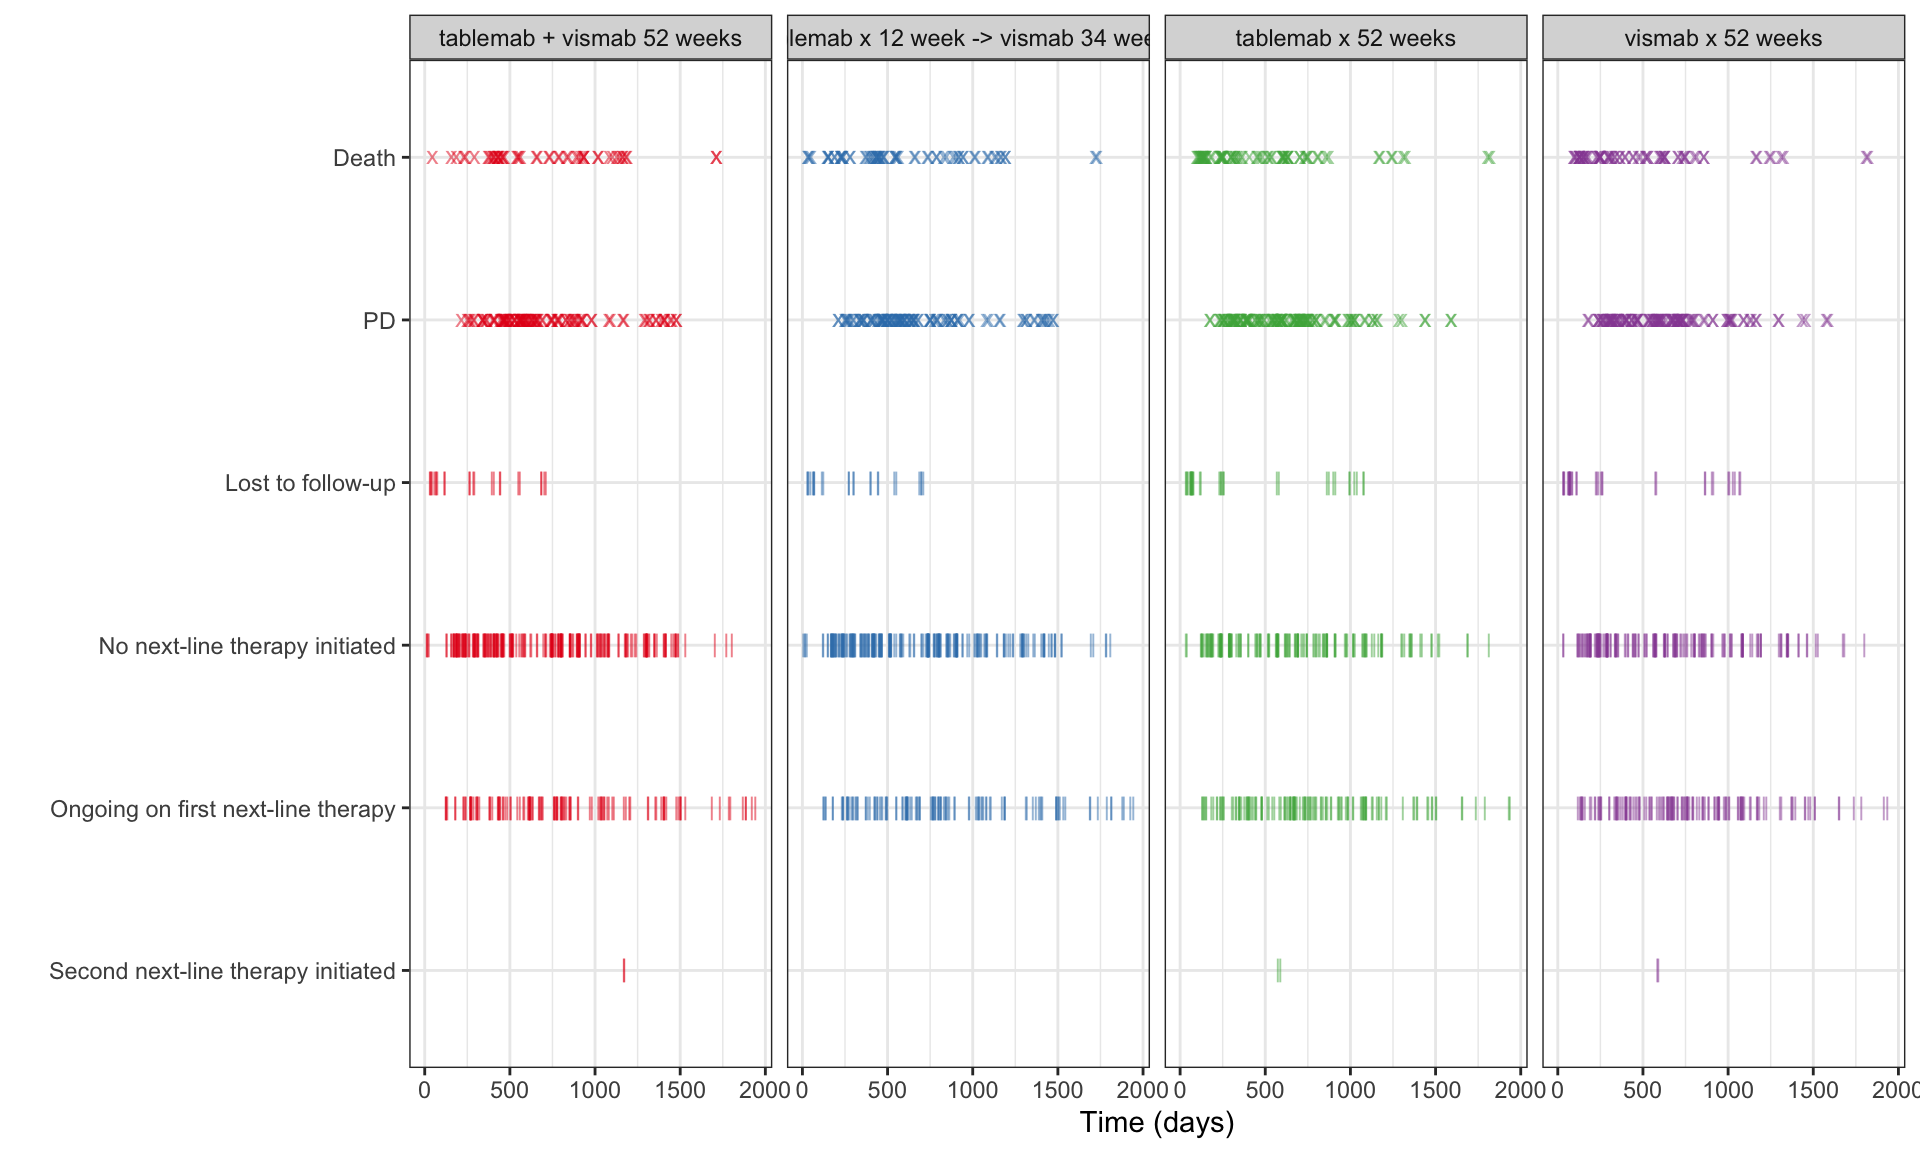 tablemab + vismab 52 weeks
lemab x 12 week -> vismab 34 wee
tablemab x 52 weeks
vismab x 52 weeks
Death
PD
Lost to follow-up
No next-line therapy initiated
Ongoing on first next-line therapy
Second next-line therapy initiated
0 500 1000 1500 2000
0 500 1000 1500 2000
0 500 1000 1500 2000
0 500 1000 1500 2000
Time (days)